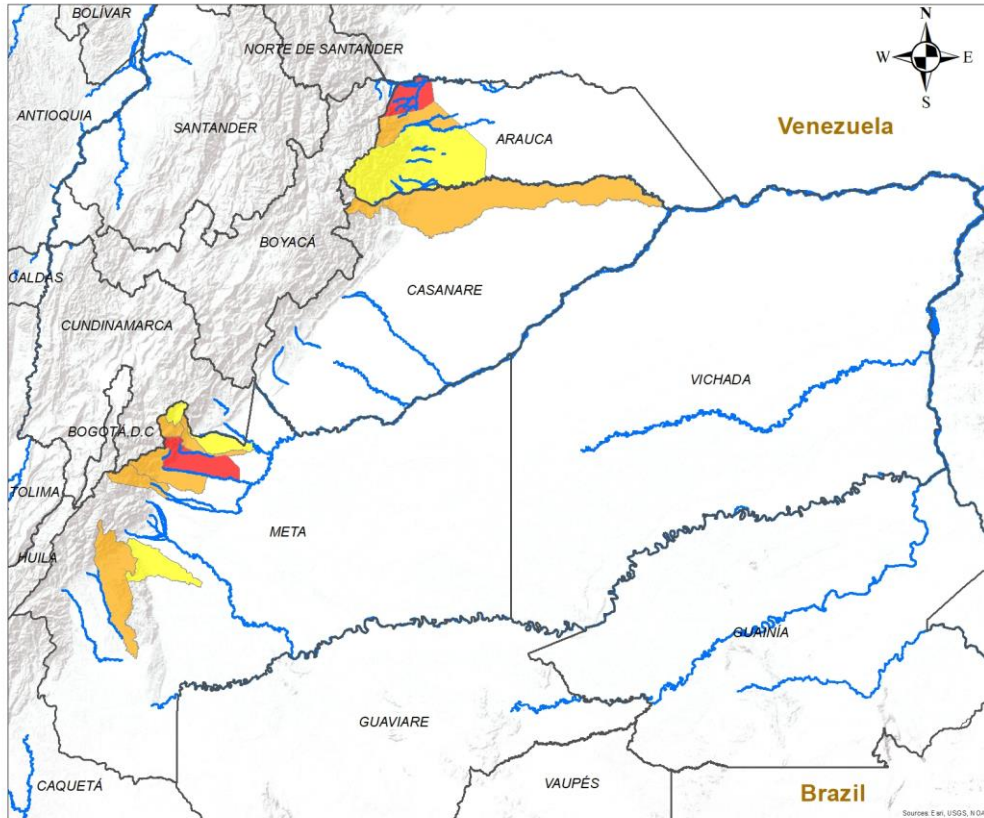 BOLÍVAR
NORTE DE SANTANDER
N
W
E
S
ANTIOQUIA
SANTANDER
ARAUCA
Venezuela
BOYACÁ
CALDAS
CASANARE
CUNDINAMARCA
VICHADA
BOGOTÁ, D.C
TOLIMA
META
HUILA
GUAINÍA
GUAVIARE
CAQUETÁ
VAUPÉS
Brazil
Sources: Esri, USGS, NOA